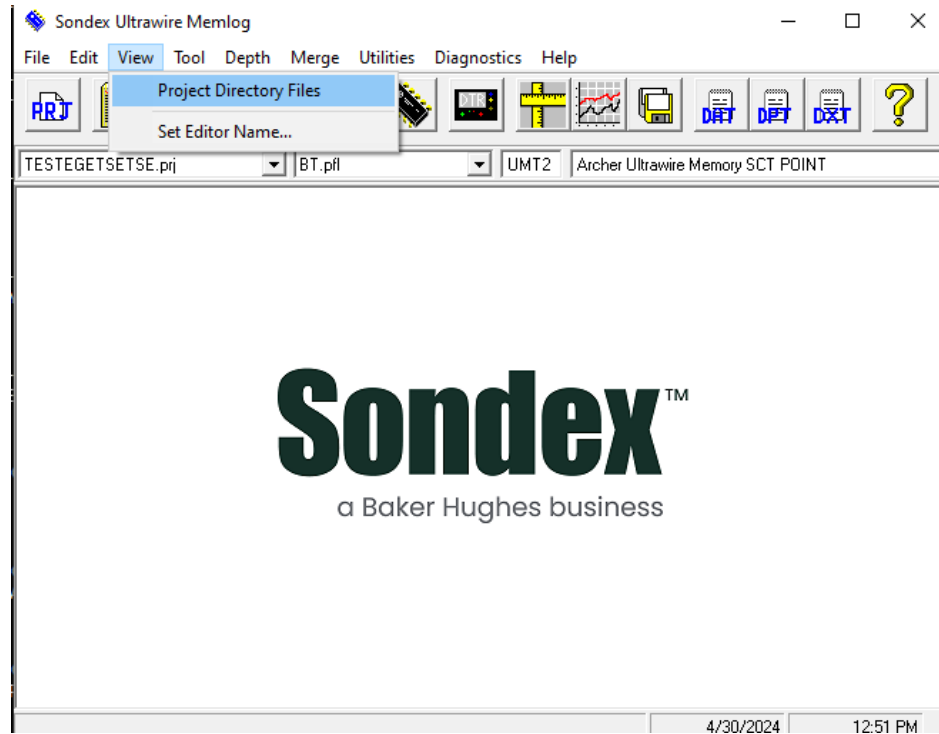 Sondex Ultrawire Memlog
File Edit View Tool Depth Merge Utilities Diagnostics Help
PRJ
Project Directory Files
DTR
DAT
DPT
DXT
?
Set Editor Name...
TESTEGETSETSE.prj BT.pfl UMT2 Archer Ultrawire Memory SCT POINT
Sondex™
a Baker Hughes business
4/30/2024 12:51 PM